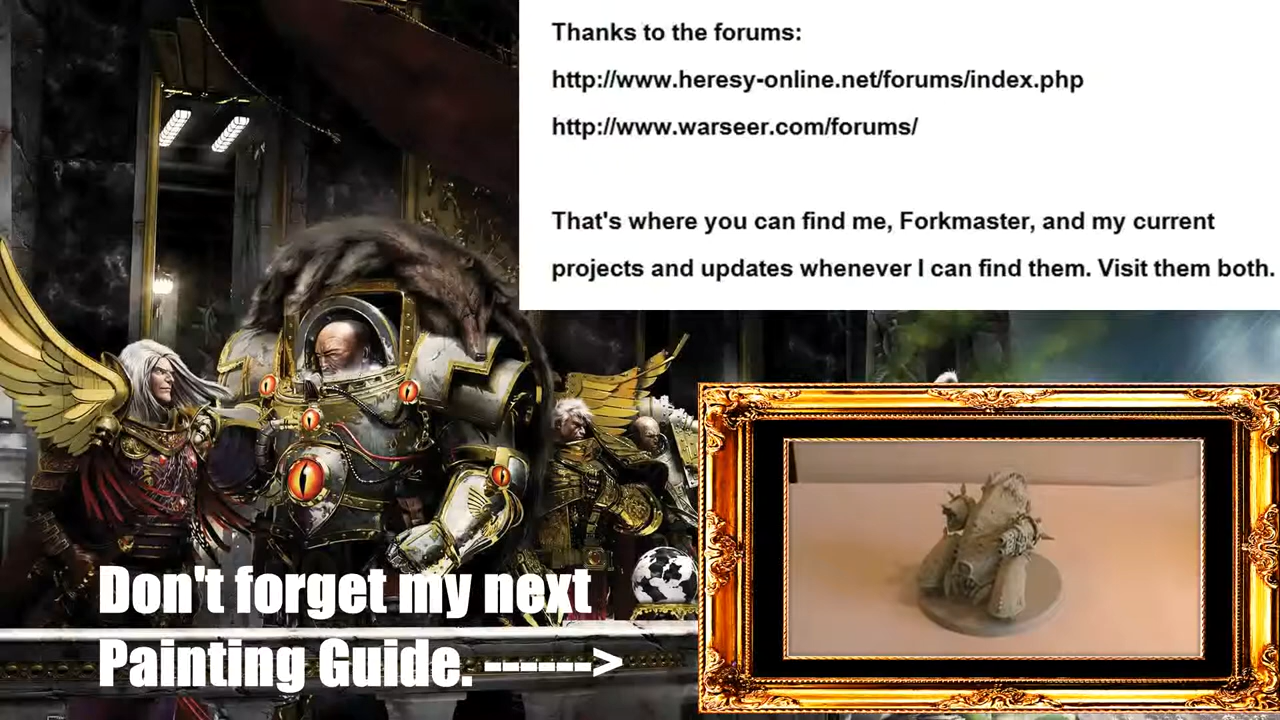 Thanks to the forums:
http://www.heresy-online.net/forums/index.php
http://www.warseer.com/forums/
That's where you can find me, Forkmaster, and my current
projects and updates whenever I can find them. Visit them both.
Don't forget my next
Painting Guide. ------>